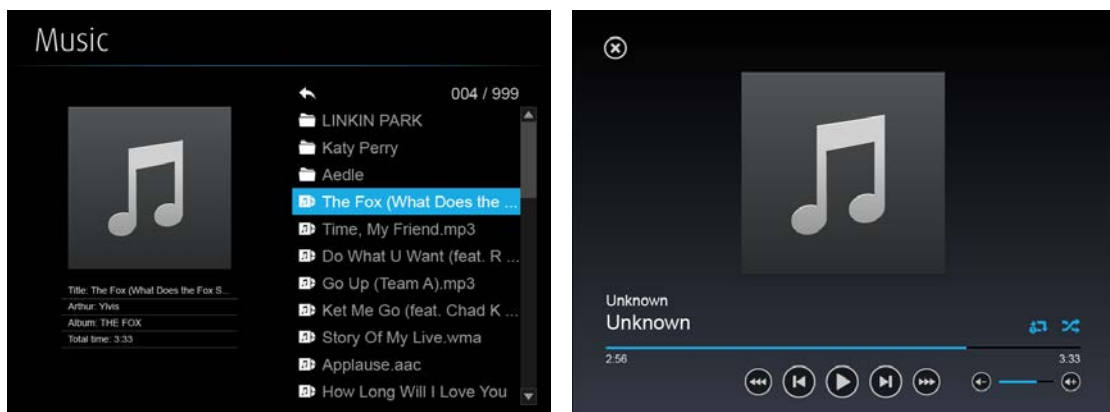 Music
004 / 999
LINKIN PARK
Katy Perry
Aedle
The Fox (What Does the ...
Time, My Friend.mp3
Do What U Want (feat. R ...
Go Up (Team A).mp3
Ket Me Go (feat. Chad K ...
Story Of My Live.wma
Applause.aac
How Long Will I Love You
Title: The Fox (What Does the Fox S...
Arthur: Ylvis
Album: THE FOX
Total time: 3:33
Unknown
Unknown
2:56
3:33